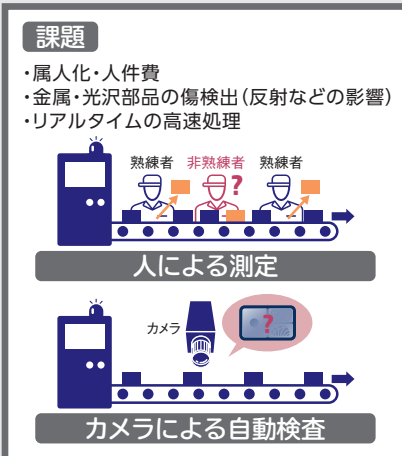 課題
・属人化・人件費
・金属・光沢部品の傷検出（反射などの影響）
・リアルタイムの高速処理
熟練者 非熟練者 熟練者
?
人による測定
カメラ
?
カメラによる自動検査